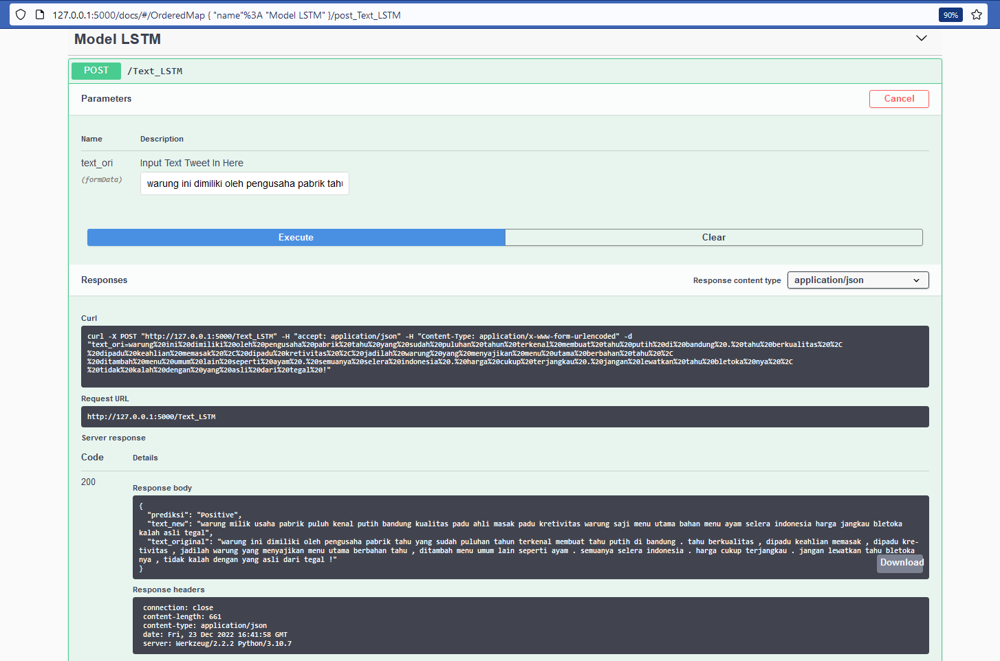 127.0.0.1:5000/docs/#/OrderedMap { "name"%3A "Model LSTM" }/post_Text_LSTM
90%
Model LSTM
POST /Text_LSTM
Parameters
Cancel
Name Description
text_ori Input Text Tweet In Here
(formData)
warung ini dimiliki oleh pengusaha pabrik tahu
Execute Clear
Responses Response content type application/json
Curl
curl -X POST "http://127.0.0.1:5000/Text_LSTM" -H "accept: application/json" -H "Content-Type: application/x-www-form-urlencoded" -d
"text_ori=warung%20ini%20dimiliki%20oleh%20pengusaha%20pabrik%20tahu%20yang%20sudah%20puluhan%20tahun%20terkenal%20membuat%20tahu%20putih%20di%20bandung%20.%20tahu%20berkualitas%20%2C
%20dipadu%20keahlian%20memasak%20%2C%20dipadu%20kretivitas%20%2C%20jadilah%20warung%20yang%20menyajikan%20menu%20utama%20berbahan%20tahu%20%2C
%20ditambah%20menu%20umum%20lain%20seperti%20ayam%20.%20semuanya%20selera%20indonesia%20.%20harga%20cukup%20terjangkau%20.%20jangan%20lewatkan%20tahu%20bletoka%20nya%20%2C
%20tidak%20kalah%20dengan%20yang%20asli%20dari%20tegal%20!"
Request URL
http://127.0.0.1:5000/Text_LSTM
Server response
Code Details
200
Response body
{
"prediksi": "Positive",
"text_new": "warung milik usaha pabrik puluh kenal putih bandung kualitas padu ahli masak padu kretivitas warung saji menu utama bahan menu ayam selera indonesia harga jangkau bletoka
kalah asli tegal",
"text_original": "warung ini dimiliki oleh pengusaha pabrik tahu yang sudah puluhan tahun terkenal membuat tahu putih di bandung . tahu berkualitas , dipadu keahlian memasak , dipadu kre-
tivitas , jadilah warung yang menyajikan menu utama berbahan tahu , ditambah menu umum lain seperti ayam . semuanya selera indonesia . harga cukup terjangkau . jangan lewatkan tahu bletoka
nya , tidak kalah dengan yang asli dari tegal !"
}
Download
Response headers
connection: close
content-length: 661
content-type: application/json
date: Fri, 23 Dec 2022 16:41:58 GMT
server: Werkzeug/2.2.2 Python/3.10.7